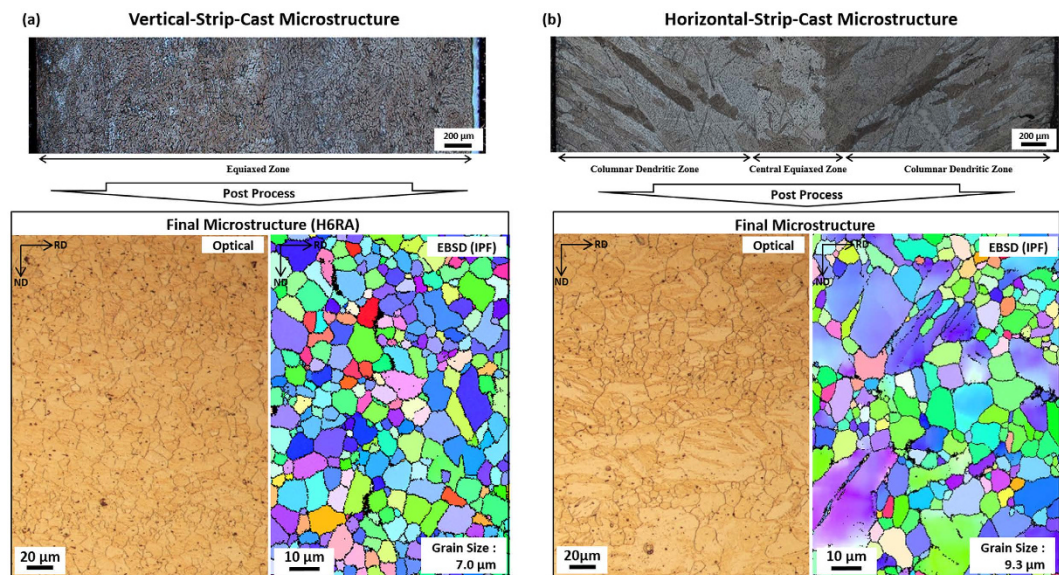 (a)
Vertical-Strip-Cast Microstructure
200 µm
Equiaxed Zone
Post Process
Final Microstructure (H6RA)
RD
ND
Optical
20 µm
RD
ND
EBSD (IPF)
10 µm
Grain Size :
7.0 µm
(b)
Horizontal-Strip-Cast Microstructure
200 µm
Columnar Dendritic Zone
Central Equiaxed Zone
Columnar Dendritic Zone
Post Process
Final Microstructure
RD
ND
Optical
20µm
RD
ND
EBSD (IPF)
10 µm
Grain Size :
9.3 µm